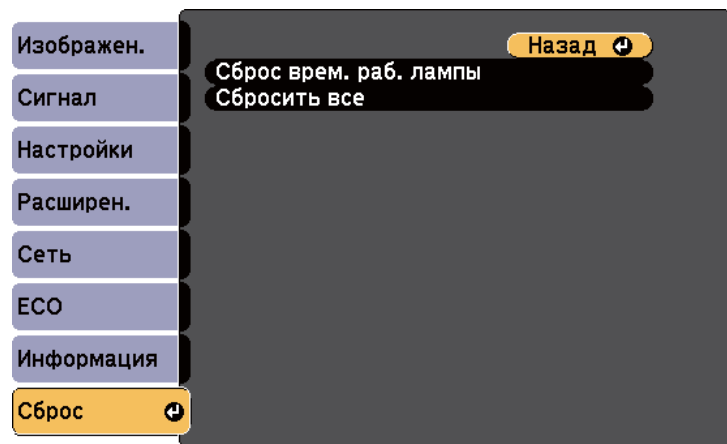 Изображен.
Сигнал
Настройки
Расширен.
Сеть
ECO
Информация
Сброс
Назад
Сброс врем. раб. лампы
Сбросить все